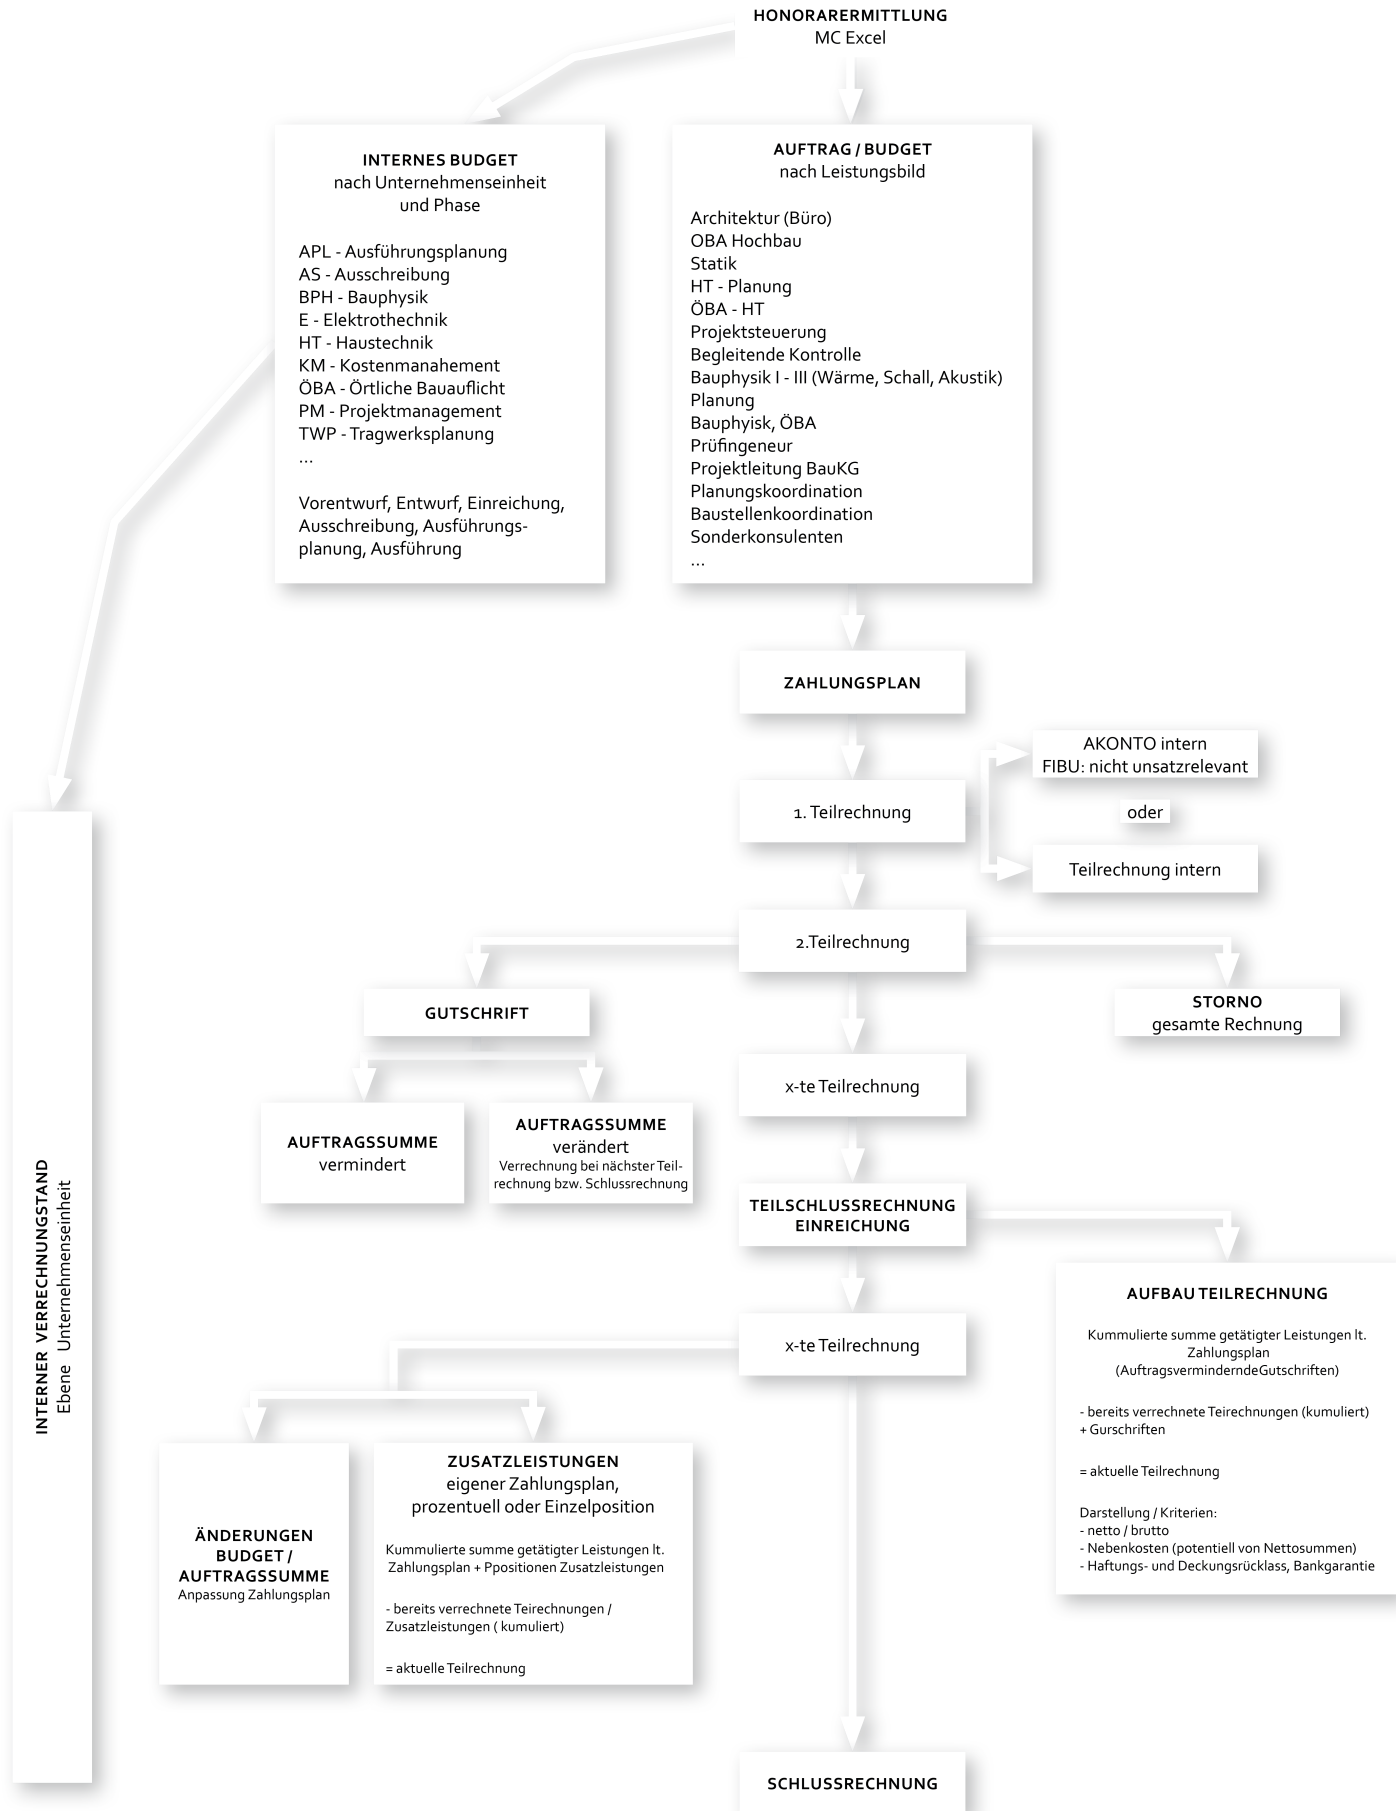 HONORARERMITTLUNG
MC Excel
INTERNES BUDGET
nach Unternehmenseinheit
und Phase
APL - Ausführungsplanung
AS - Ausschreibung
BPH - Bauphysik
E - Elektrothechnik
HT - Haustechnik
KM - Kostenmanahement
ÖBA - Örtliche Bauauflicht
PM - Projektmanagement
TWP - Tragwerksplanung
...
Vorentwurf, Entwurf, Einreichung,
Ausschreibung, Ausführungs-
planung, Ausführung
AUFTRAG / BUDGET
nach Leistungsbild
Architektur (Büro)
OBA Hochbau
Statik
HT - Planung
ÖBA - HT
Projektsteuerung
Begleitende Kontrolle
Bauphysik I - III (Wärme, Schall, Akustik)
Planung
Bauphyisk, ÖBA
Prüfingeneur
Projektleitung BauKG
Planungskoordination
Baustellenkoordination
Sonderkonsulenten
...
ZAHLUNGSPLAN
1. Teilrechnung
AKONTO intern
FIBU: nicht unsatzrelevant
oder
Teilrechnung intern
2.Teilrechnung
GUTSCHRIFT
STORNO
gesamte Rechnung
x-te Teilrechnung
AUFTRAGSSUMME
vermindert
AUFTRAGSSUMME
verändert
Verrechnung bei nächster Teil-
rechnung bzw. Schlussrechnung
TEILSCHLUSSRECHNUNG
EINREICHUNG
INTERNER VERRECHNUNGSTAND
Ebene Unternehmenseinheit
AUFBAU TEILRECHNUNG
Kummulierte summe getätigter Leistungen lt.
Zahlungsplan
(AuftragsverminderndeGutschriften)
- bereits verrechnete Teirechnungen (kumuliert)
+ Gurschriften
= aktuelle Teilrechnung
Darstellung / Kriterien:
- netto / brutto
- Nebenkosten (potentiell von Nettosummen)
- Haftungs- und Deckungsrücklass, Bankgarantie
x-te Teilrechnung
ÄNDERUNGEN
BUDGET /
AUFTRAGSSUMME
Anpassung Zahlungsplan
ZUSATZLEISTUNGEN
eigener Zahlungsplan,
prozentuell oder Einzelposition
Kummulierte summe getätigter Leistungen lt.
Zahlungsplan + Ppositionen Zusatzleistungen
- bereits verrechnete Teirechnungen /
Zusatzleistungen ( kumuliert)
= aktuelle Teilrechnung
SCHLUSSRECHNUNG